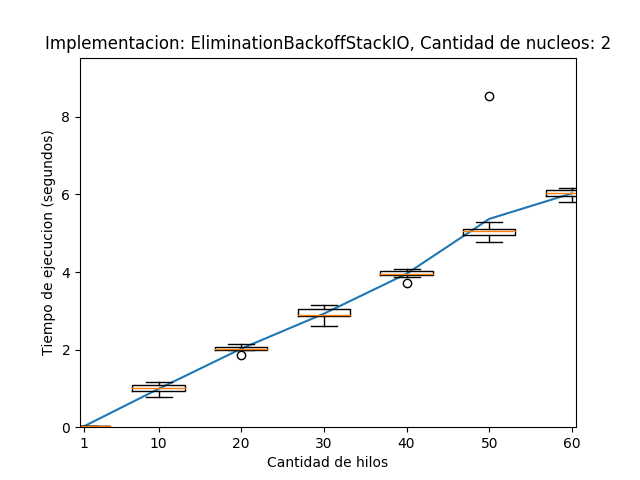 Implementacion: EliminationBackoffStackIO, Cantidad de nucleos: 2
Tiempo de ejecucion (segundos)
8
6
4
2
0
1 10 20 30 40 50 60
Cantidad de hilos